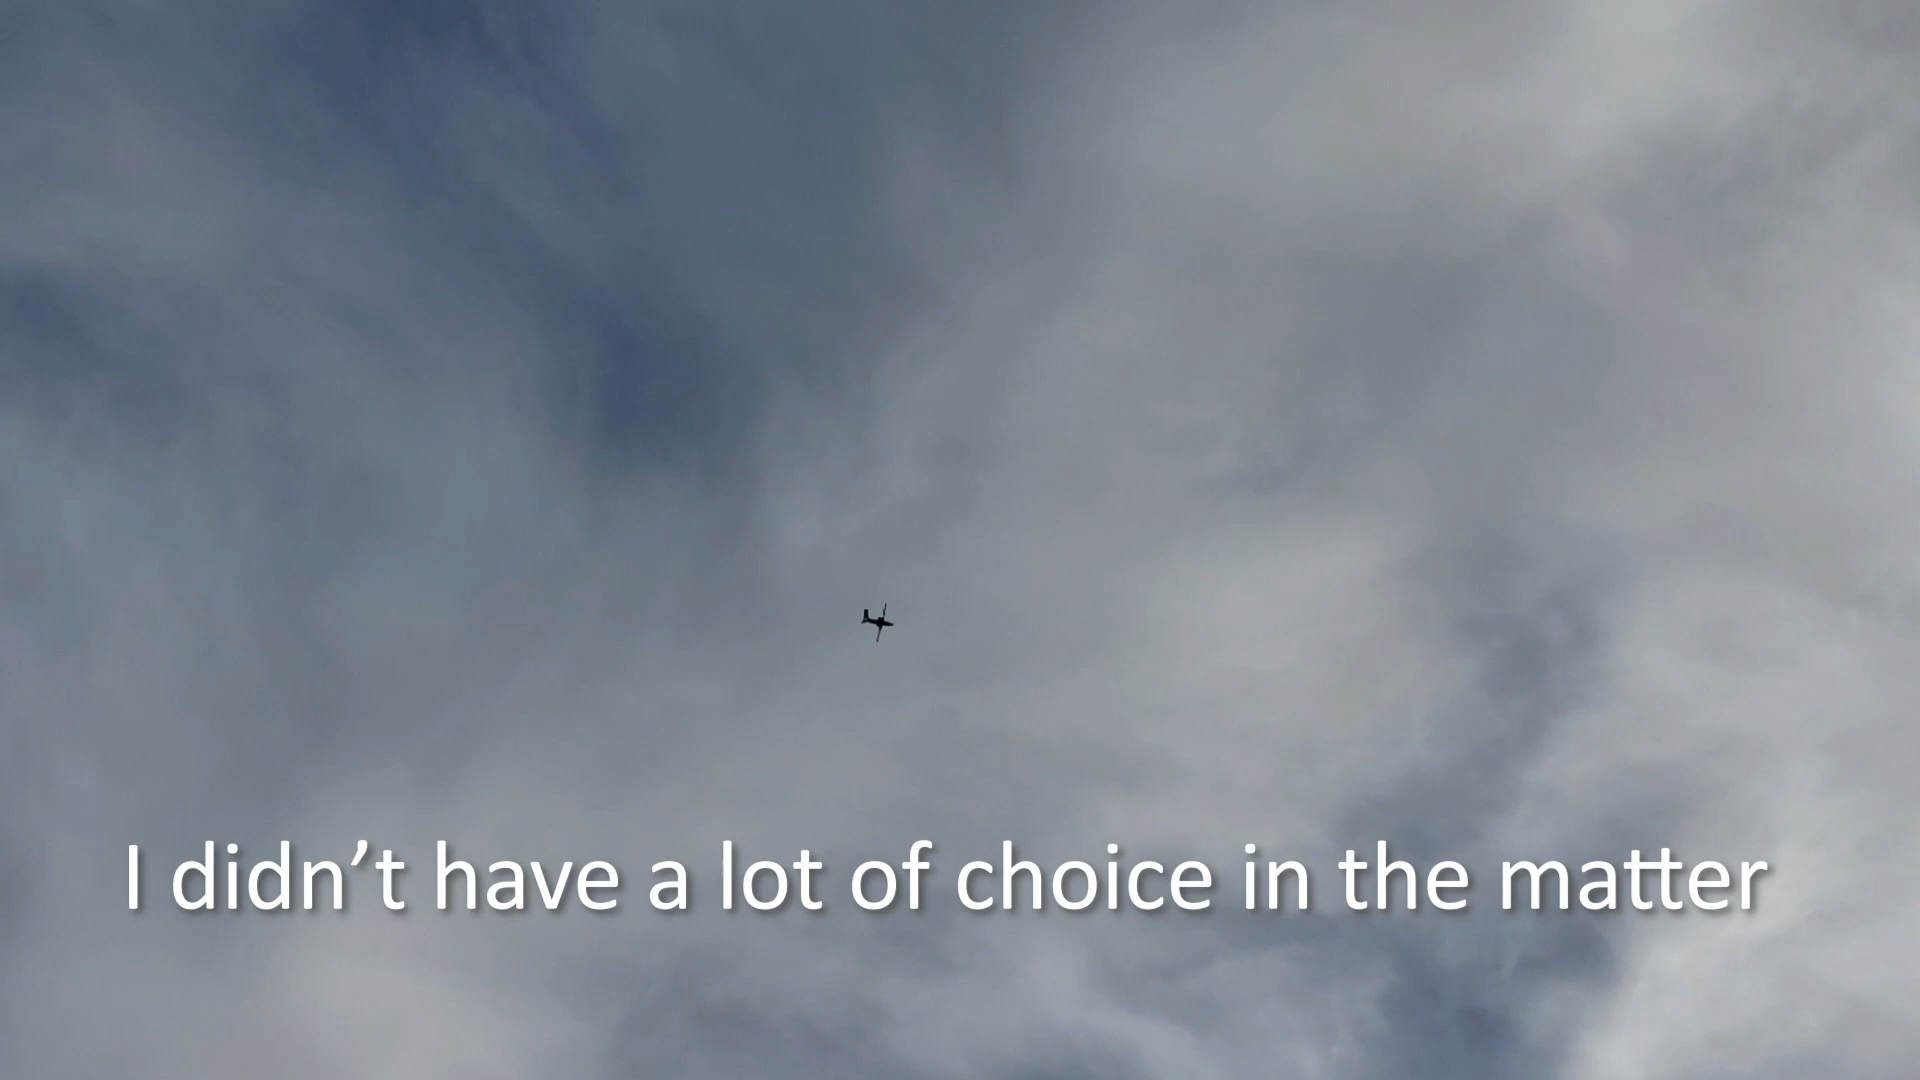 I didn’t have a lot of choice in the matter